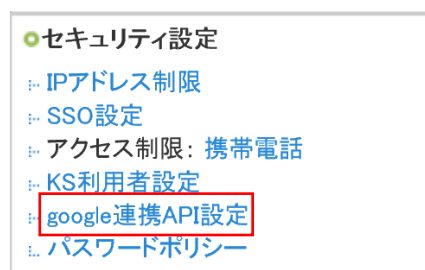 セキュリティ設定
IPアドレス制限
SSO設定
アクセス制限: 携帯電話
KS利用者設定
google連携API設定
パスワードポリシー